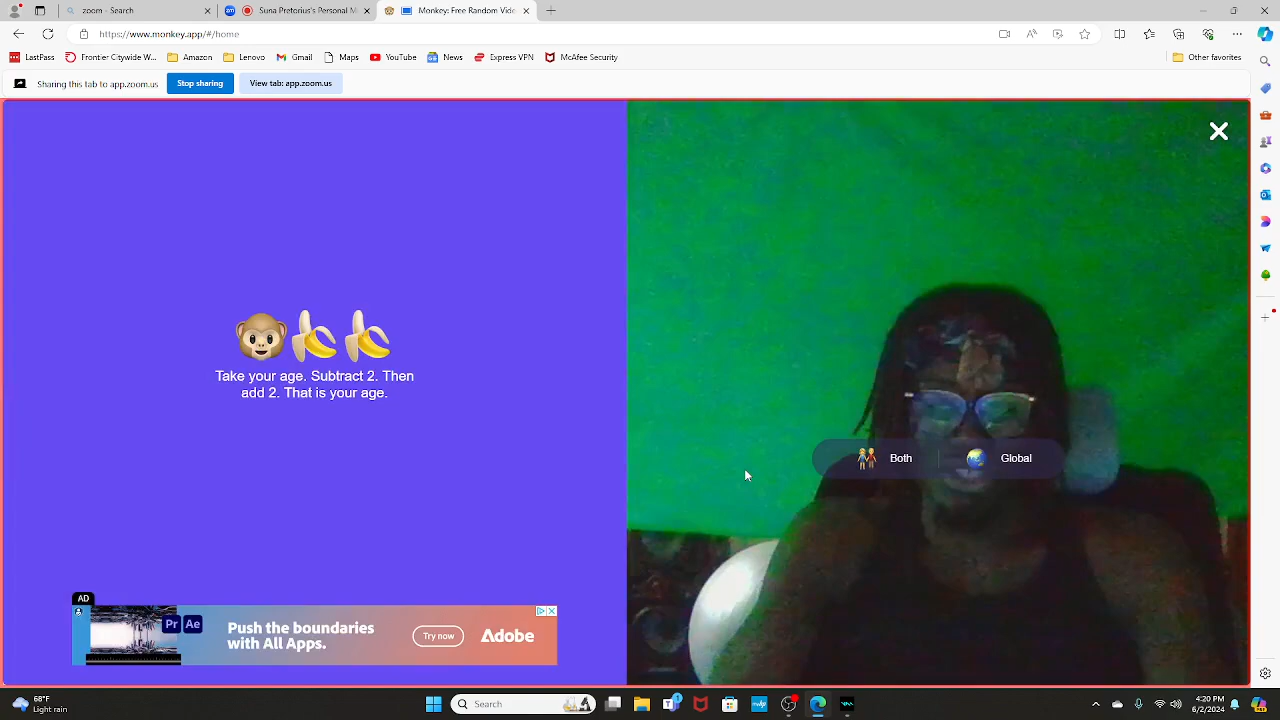 zoom - Search
Suna Pretorius's Personal M
Monkey: Free Random Vide
https://www.monkey.app/#/home
LastPass
Frontier Citywide W...
Amazon
Lenovo
Gmail
Maps
YouTube
News
Express VPN
McAfee Security
Other favorites
Sharing this tab to app.zoom.us
Stop sharing
View tab: app.zoom.us
Take your age. Subtract 2. Then
add 2. That is your age.
Both
Global
AD
Pr
Ae
Push the boundaries
with All Apps.
Try now
Adobe
68°F
Light rain
Search
4:20 PM
6/2/2024